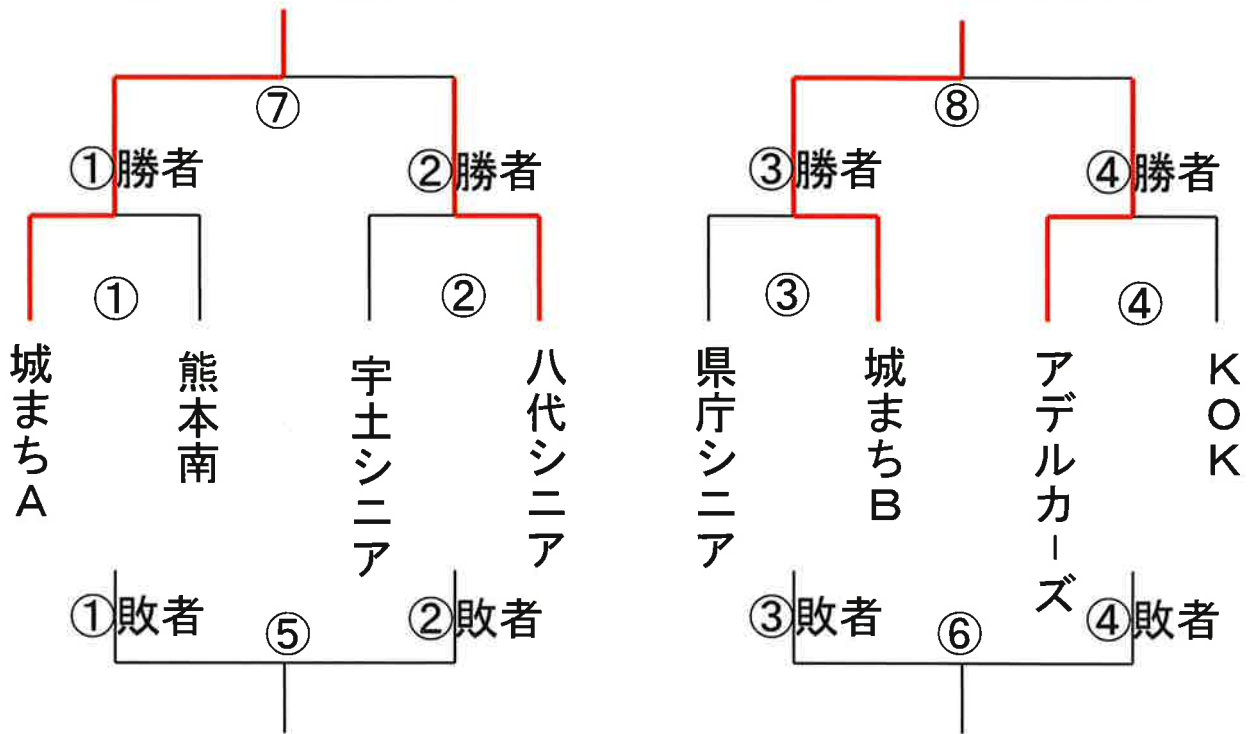 ⑦
⑧
①勝者
②勝者
③勝者
④勝者
①
②
③
④
城まちA
熊本南
宇土シニア
八代シニア
県庁シニア
城まちB
アデルカーズ
KOK
①敗者
⑤
②敗者
③敗者
⑥
④敗者